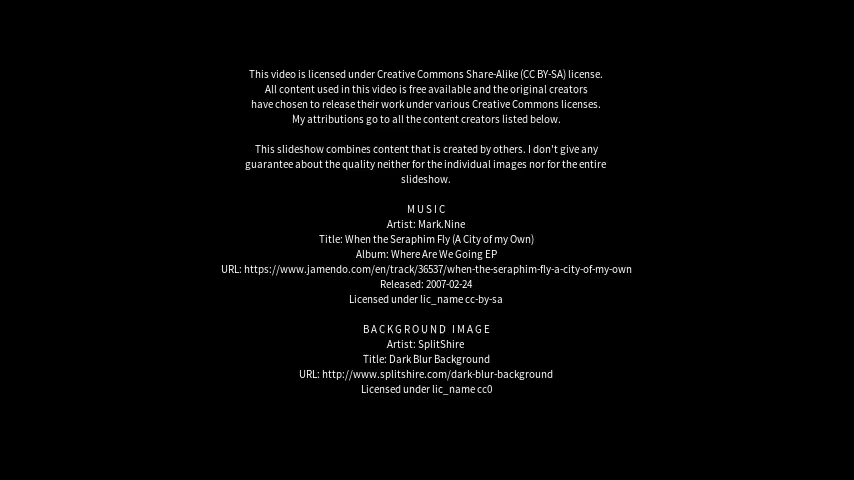 This video is licensed under Creative Commons Share-Alike (CC BY-SA) license.
All content used in this video is free available and the original creators
have chosen to release their work under various Creative Commons licenses.
My attributions go to all the content creators listed below.
This slideshow combines content that is created by others. I don't give any
guarantee about the quality neither for the individual images nor for the entire
slideshow.
MUSIC
Artist: Mark.Nine
Title: When the Seraphim Fly (A City of my Own)
Album: Where Are We Going EP
URL: https://www.jamendo.com/en/track/36537/when-the-seraphim-fly-a-city-of-my-own
Released: 2007-02-24
Licensed under lic_name cc-by-sa
BACKGROUND IMAGE
Artist: SplitShire
Title: Dark Blur Background
URL: http://www.splitshire.com/dark-blur-background
Licensed under lic_name cc0